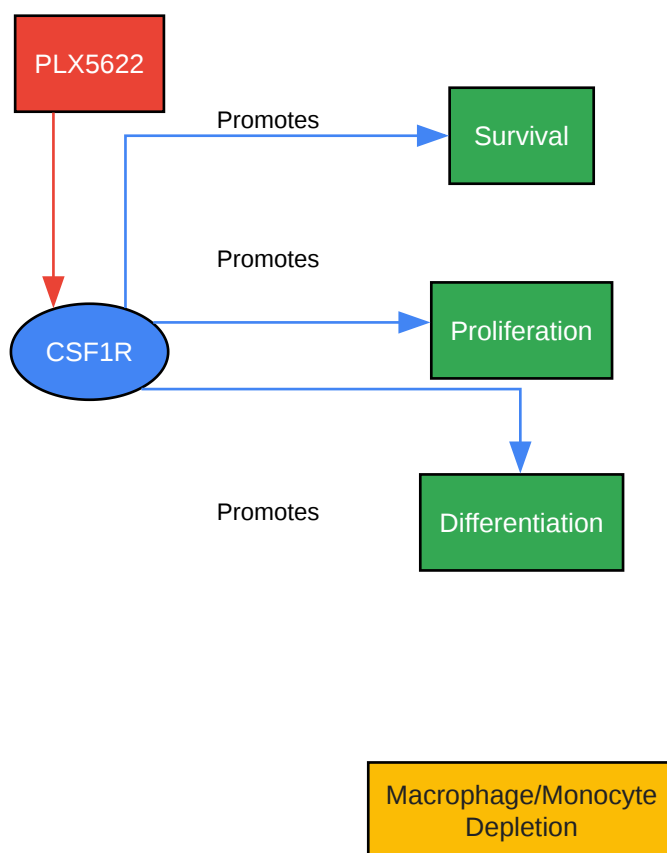 PLX5622
Promotes
Survival
Promotes
Proliferation
CSF1R
Promotes
Differentiation
Macrophage/Monocyte
Depletion